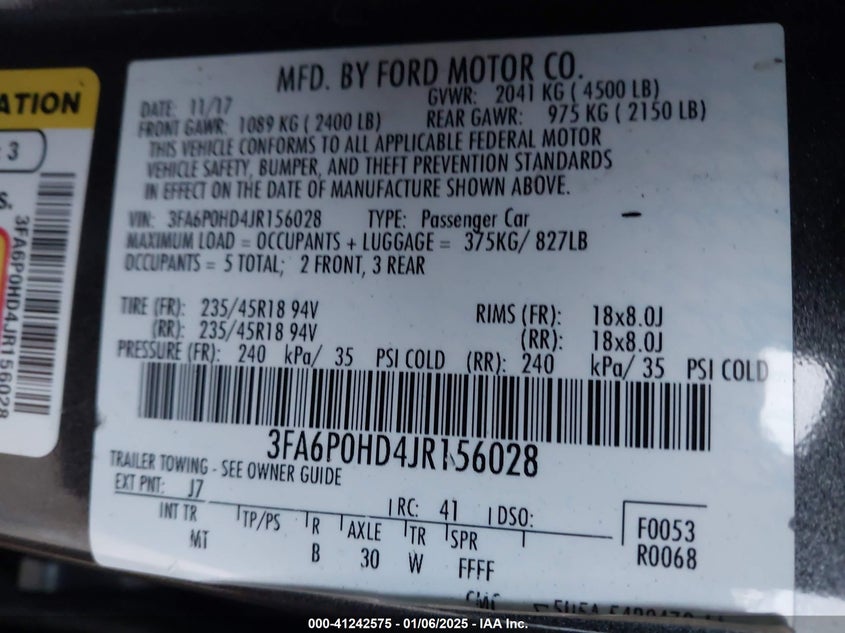 ATION
: 3
S.
3FA6P0HD4JR156028
MFD. BY FORD MOTOR CO.
DATE: 11/17 GVWR: 2041 KG ( 4500 LB)
FRONT GAWR: 1089 KG ( 2400 LB) REAR GAWR: 975 KG ( 2150 LB)
THIS VEHICLE CONFORMS TO ALL APPLICABLE FEDERAL MOTOR
VEHICLE SAFETY, BUMPER, AND THEFT PREVENTION STANDARDS
IN EFFECT ON THE DATE OF MANUFACTURE SHOWN ABOVE.
VIN: 3FA6P0HD4JR156028 TYPE: Passenger Car –
MAXIMUM LOAD = OCCUPANTS + LUGGAGE = 375KG/ 827LB
OCCUPANTS = 5 TOTAL; 2 FRONT, 3 REAR
TIRE (FR): 235/45R18 94V RIMS (FR): 18x8.0J
(RR): 235/45R18 94V (RR): 18x8.0J
PRESSURE (FR): 240 kPa/ 35 PSI COLD (RR): 240 kPa/ 35 PSI COLD
3FA6P0HD4JR156028
TRAILER TOWING - SEE OWNER GUIDE
EXT PNT: J7 RC: 41 DSO:
INT TR TP/PS R AXLE TR SPR F0053
MT B 30 W FFFF R0068
000-41242575 - 01/06/2025 - © IAA Inc.